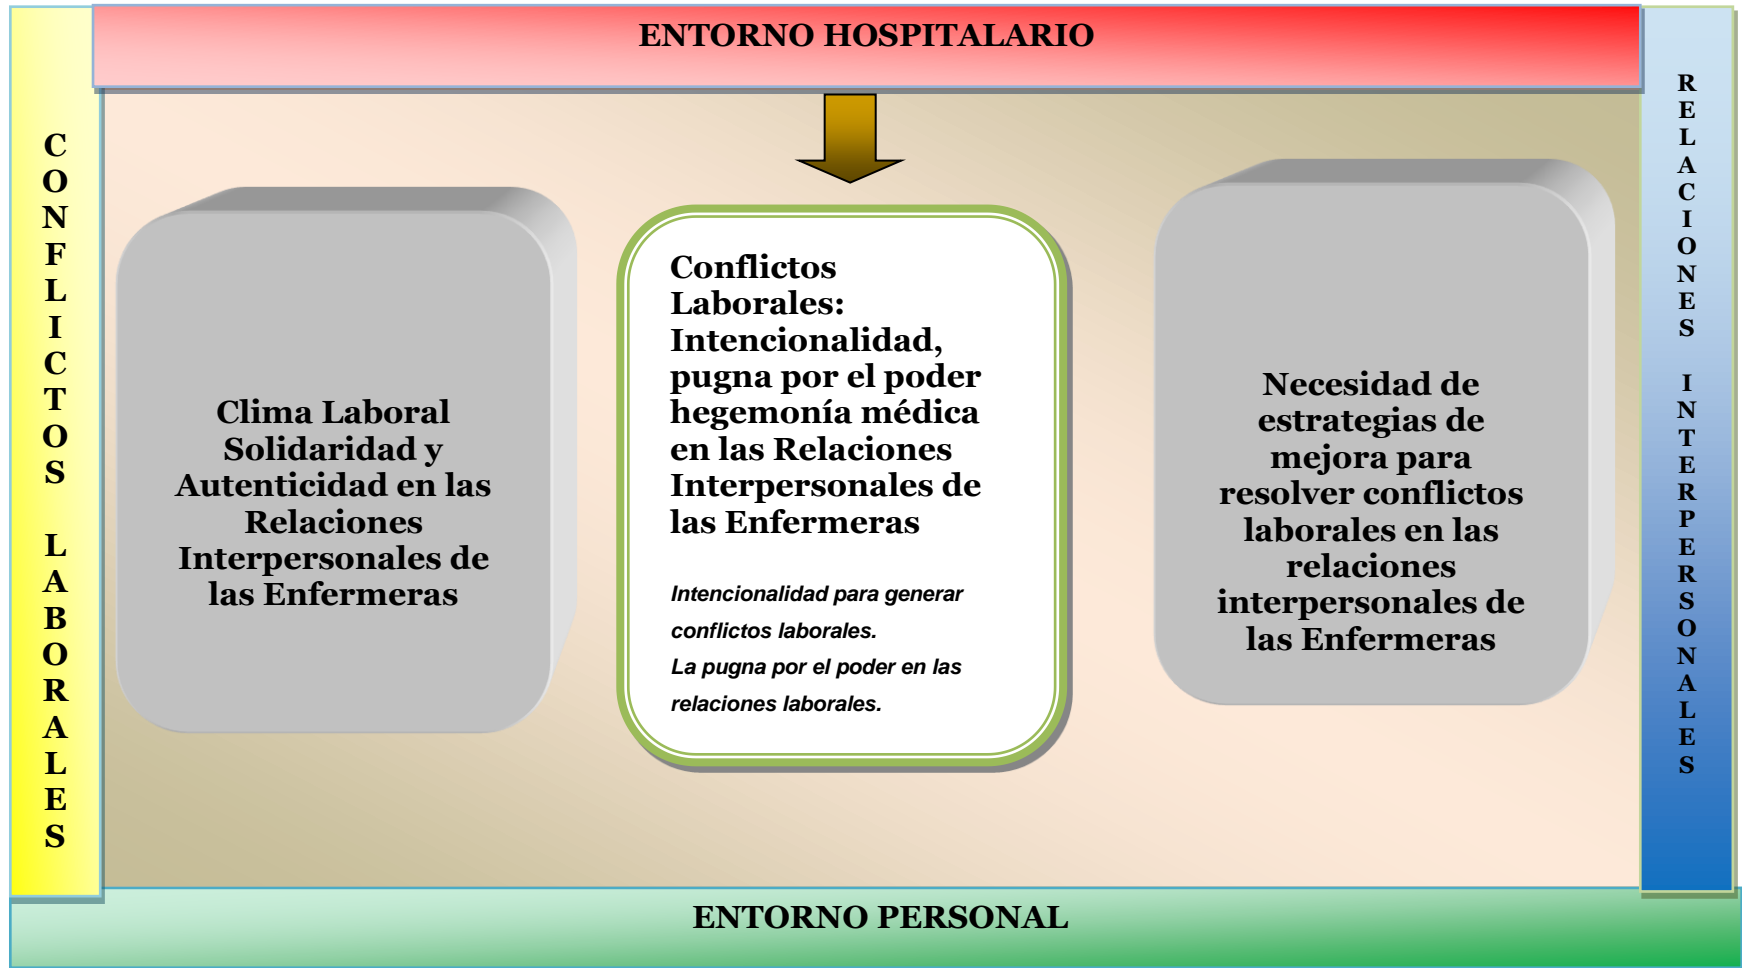 ENTORNO HOSPITALARIO
CONFLICTOS LABORALES
Clima Laboral
Solidaridad y
Autenticidad en las
Relaciones
Interpersonales de
las Enfermeras
Conflictos
Laborales:
Intencionalidad,
pugna por el poder
hegemonía médica
en las Relaciones
Interpersonales de
las Enfermeras
Intencionalidad para generar
conflictos laborales.
La pugna por el poder en las
relaciones laborales.
Necesidad de
estrategias de
mejora para
resolver conflictos
laborales en las
relaciones
interpersonales de
las Enfermeras
RELACIONES INTERPERSONALES
ENTORNO PERSONAL